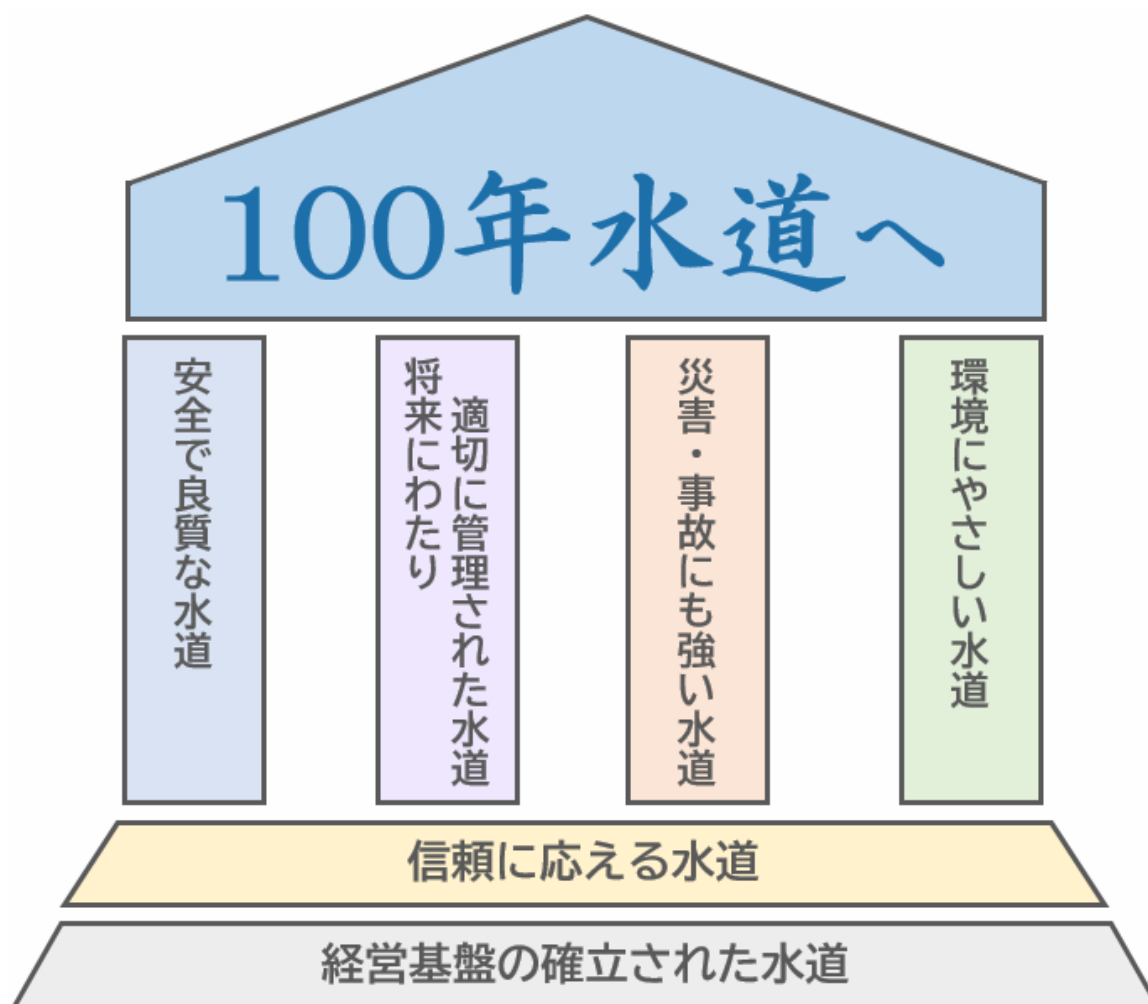 100年水道へ
安全で良質な水道
将来にわたり
適切に管理された水道
災害・事故にも強い水道
環境にやさしい水道
信頼に応える水道
経営基盤の確立された水道